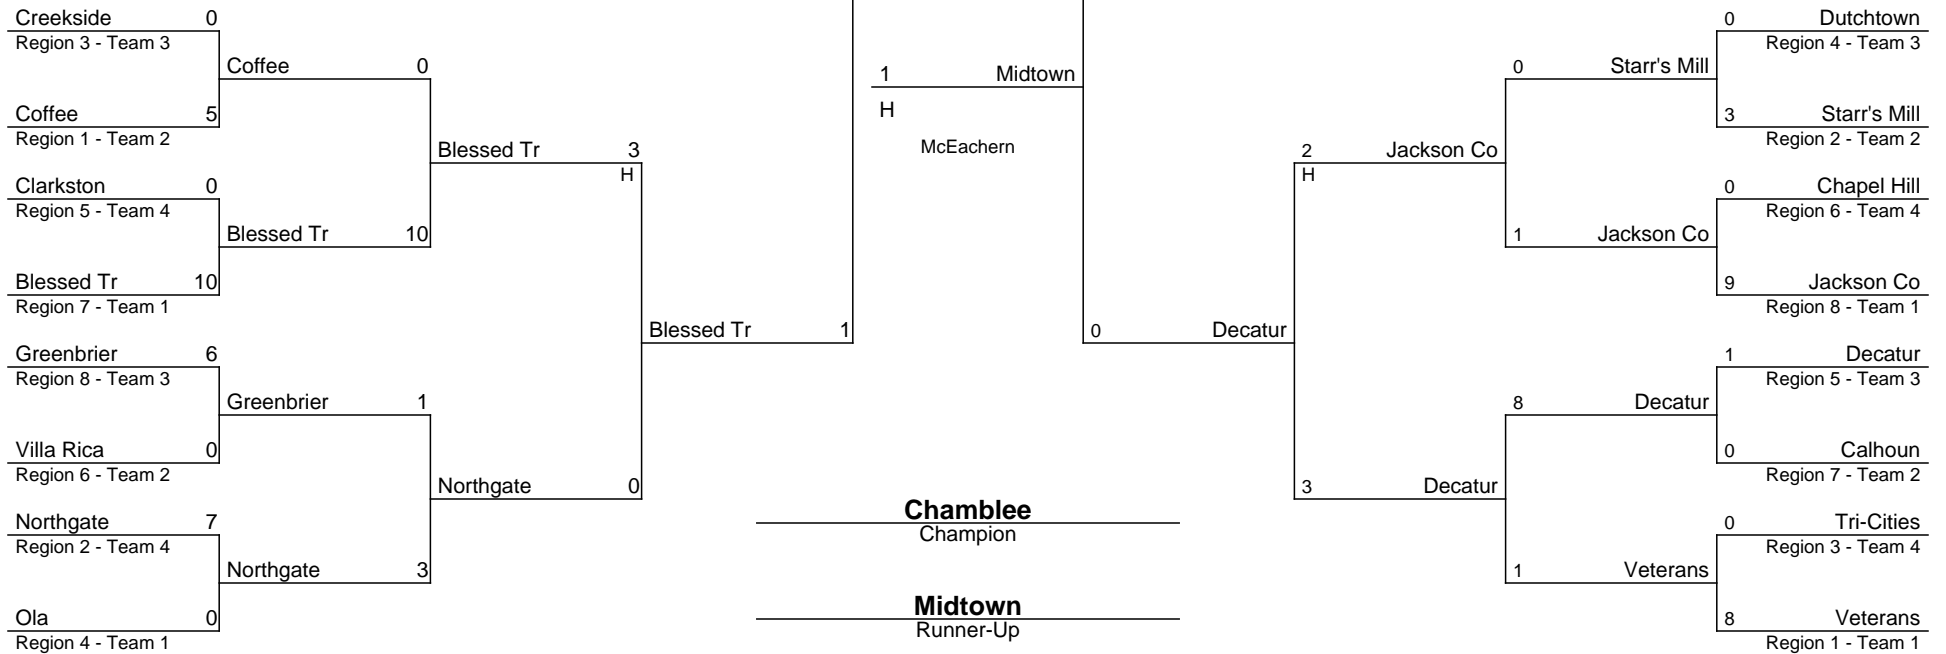 Creekside 0
Region 3 - Team 3
Coffee 0
Coffee 5
Region 1 - Team 2
Blessed Tr 3
H
Clarkston 0
Region 5 - Team 4
Blessed Tr 10
Blessed Tr 10
Region 7 - Team 1
Blessed Tr 1
Greenbrier 6
Region 8 - Team 3
Greenbrier 1
Villa Rica 0
Region 6 - Team 2
Northgate 0
Northgate 7
Region 2 - Team 4
Northgate 3
Ola 0
Region 4 - Team 1
1 Midtown
H
McEachern
Chamblee
Champion
Midtown
Runner-Up
0 Dutchtown
Region 4 - Team 3
0 Starr's Mill
3 Starr's Mill
Region 2 - Team 2
2 Jackson Co
H
0 Chapel Hill
Region 6 - Team 4
1 Jackson Co
9 Jackson Co
Region 8 - Team 1
0 Decatur
1 Decatur
Region 5 - Team 3
8 Decatur
0 Calhoun
Region 7 - Team 2
3 Decatur
0 Tri-Cities
Region 3 - Team 4
1 Veterans
8 Veterans
Region 1 - Team 1